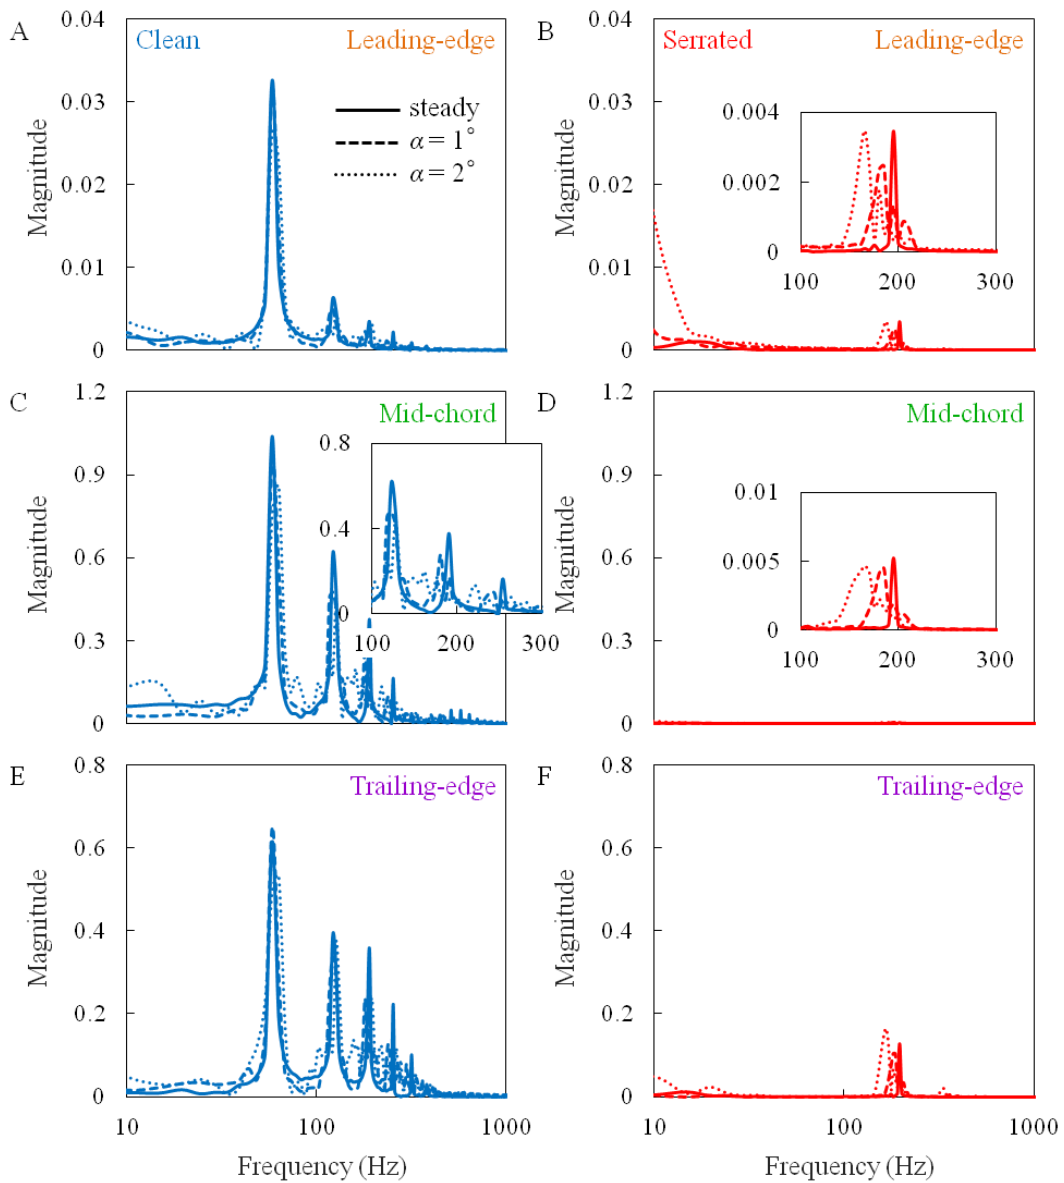 A
Clean
Leading-edge
steady
α = 1°
α = 2°
Magnitude
0.04
0.03
0.02
0.01
0
B
Serrated
Leading-edge
Magnitude
0.04
0.03
0.02
0.01
0
0.004
0.002
0
100 200 300
C
Mid-chord
Magnitude
1.2
0.9
0.6
0.3
0
0.8
0.4
0
100 200 300
D
Mid-chord
Magnitude
1.2
0.9
0.6
0.3
0
0.01
0.005
0
100 200 300
E
Trailing-edge
Magnitude
0.8
0.6
0.4
0.2
0
10 100 1000
Frequency (Hz)
F
Trailing-edge
Magnitude
0.8
0.6
0.4
0.2
0
10 100 1000
Frequency (Hz)